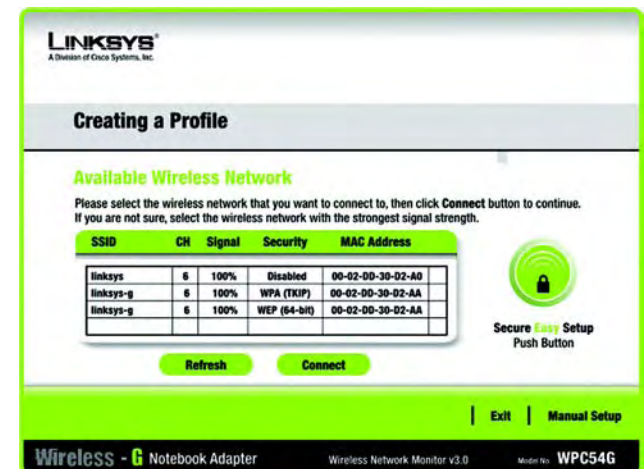 LINKSYS®
A Division of Cisco Systems, Inc.
Creating a Profile
Available Wireless Network
Please select the wireless network that you want to connect to, then click Connect button to continue.
If you are not sure, select the wireless network with the strongest signal strength.
SSID CH Signal Security MAC Address
linksys 6 100% Disabled 00-02-DD-30-D2-A0
linksys-g 6 100% WPA (TKIP) 00-02-DD-30-D2-AA
linksys-g 6 100% WEP (64-bit) 00-02-DD-30-D2-AA
Secure Easy Setup
Push Button
Refresh Connect
Exit Manual Setup
Wireless - G Notebook Adapter Wireless Network Monitor v3.0 Model No. WPC54G